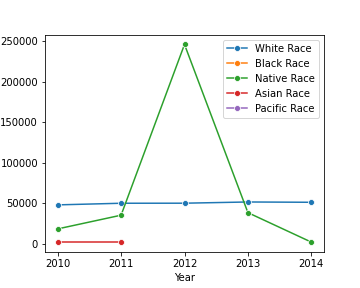 250000
200000
150000
100000
50000
0
2010 2011 2012 2013 2014
Year
White Race
Black Race
Native Race
Asian Race
Pacific Race